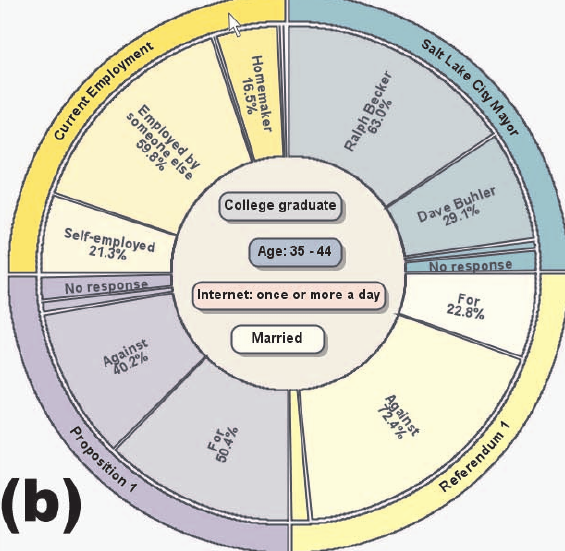 Current Employment
Homemaker
16.5%
Employed by
someone else
59.8%
Self-employed
21.3%
Salt Lake City Mayor
Ralph Becker
63.0%
Dave Buhler
29.1%
No response
College graduate
Age: 35 - 44
Internet: once or more a day
Married
No response
Against
40.2%
For
50.4%
Proposition 1
For
22.8%
Against
72.4%
Referendum 1
(b)